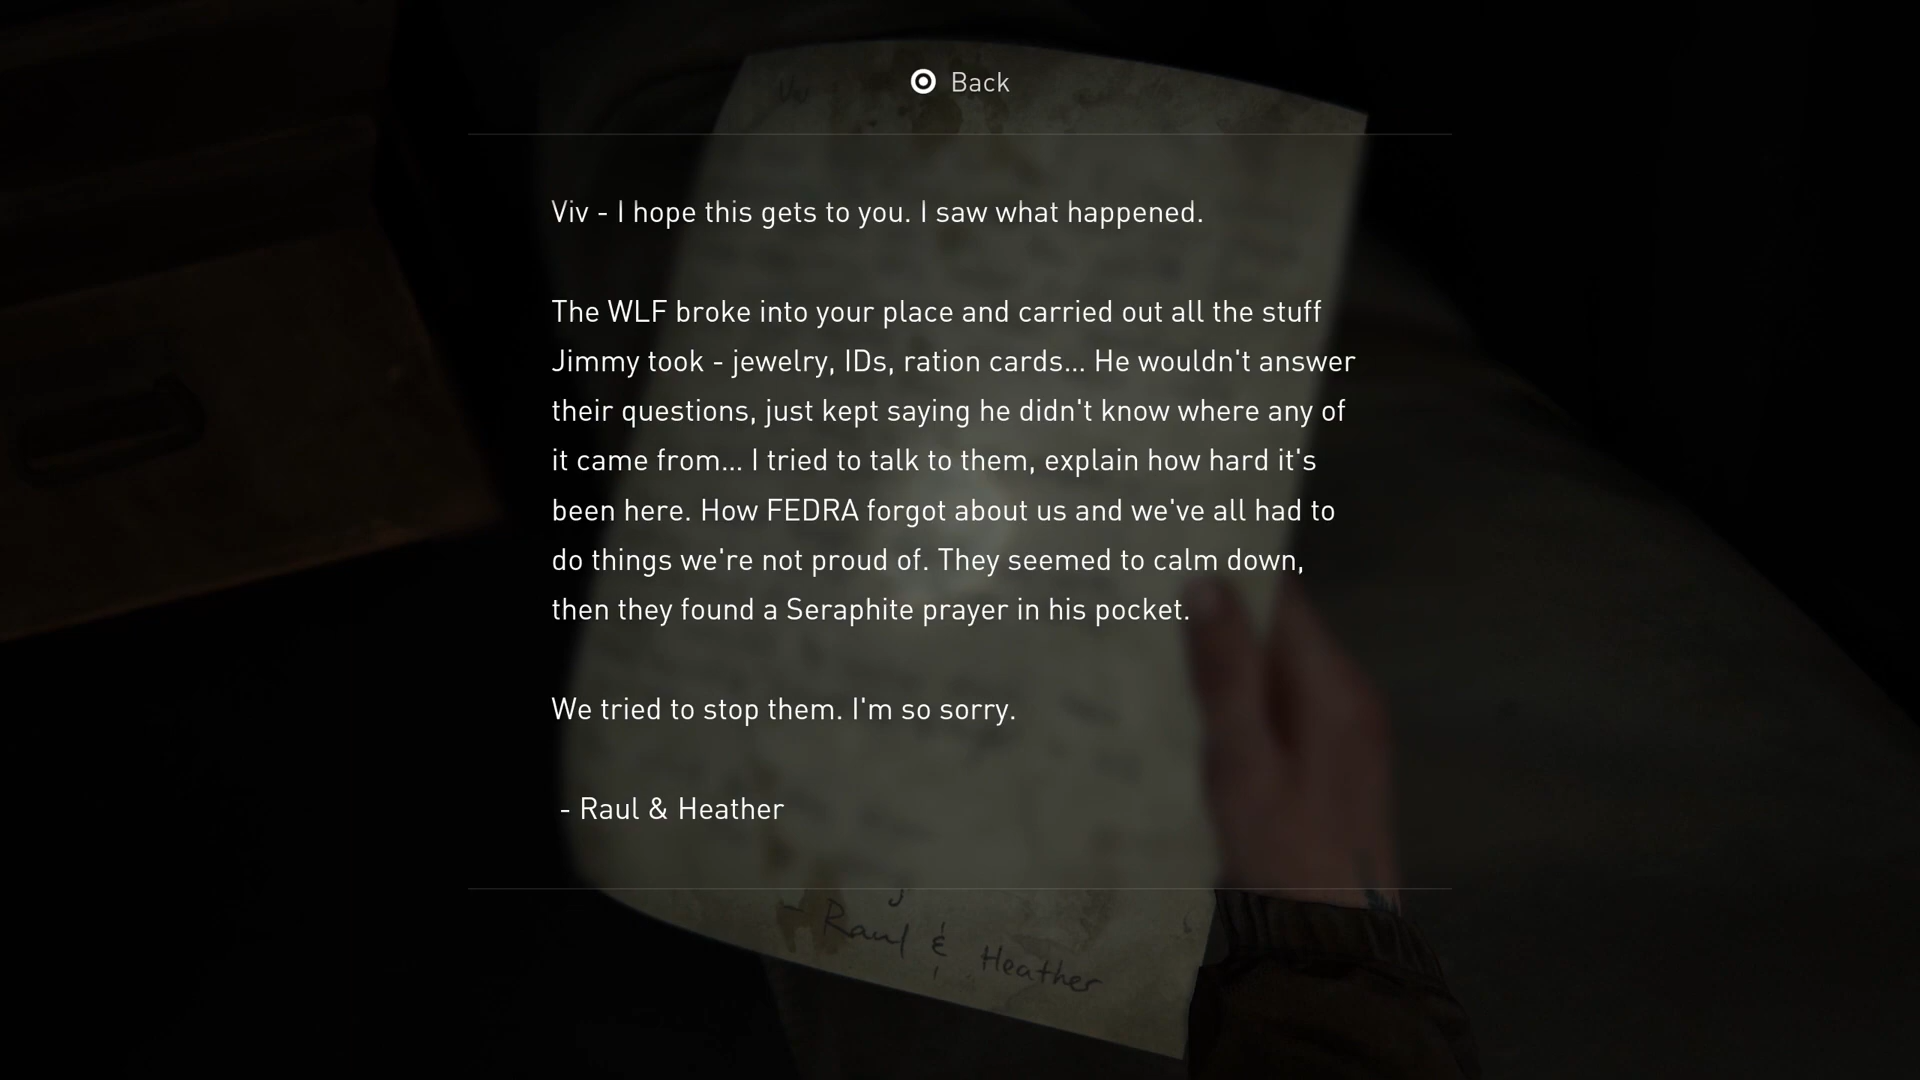 Back
Viv - I hope this gets to you. I saw what happened.
The WLF broke into your place and carried out all the stuff
Jimmy took - jewelry, IDs, ration cards... He wouldn't answer
their questions, just kept saying he didn't know where any of
it came from... I tried to talk to them, explain how hard it's
been here. How FEDRA forgot about us and we've all had to
do things we're not proud of. They seemed to calm down,
then they found a Seraphite prayer in his pocket.
We tried to stop them. I'm so sorry.
- Raul & Heather
- Raul & Heather